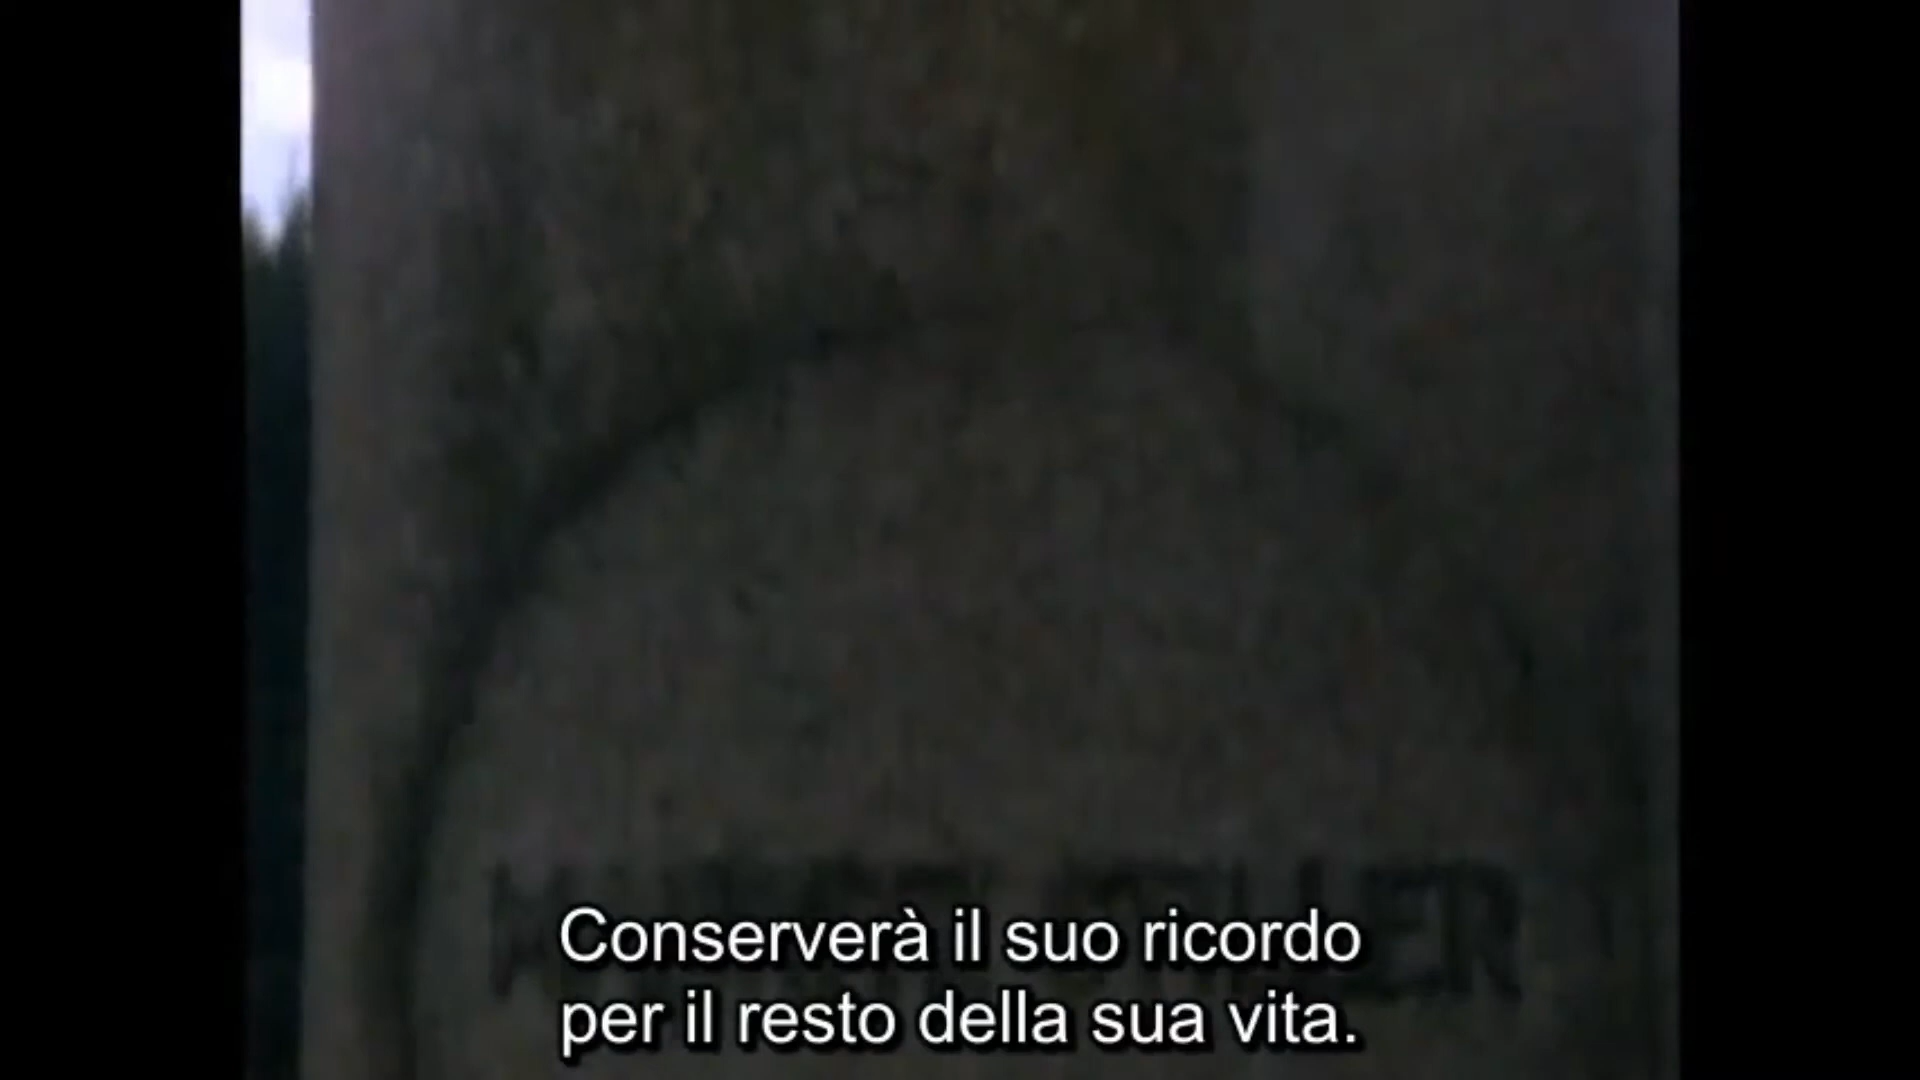 Conserverà il suo ricordo
per il resto della sua vita.